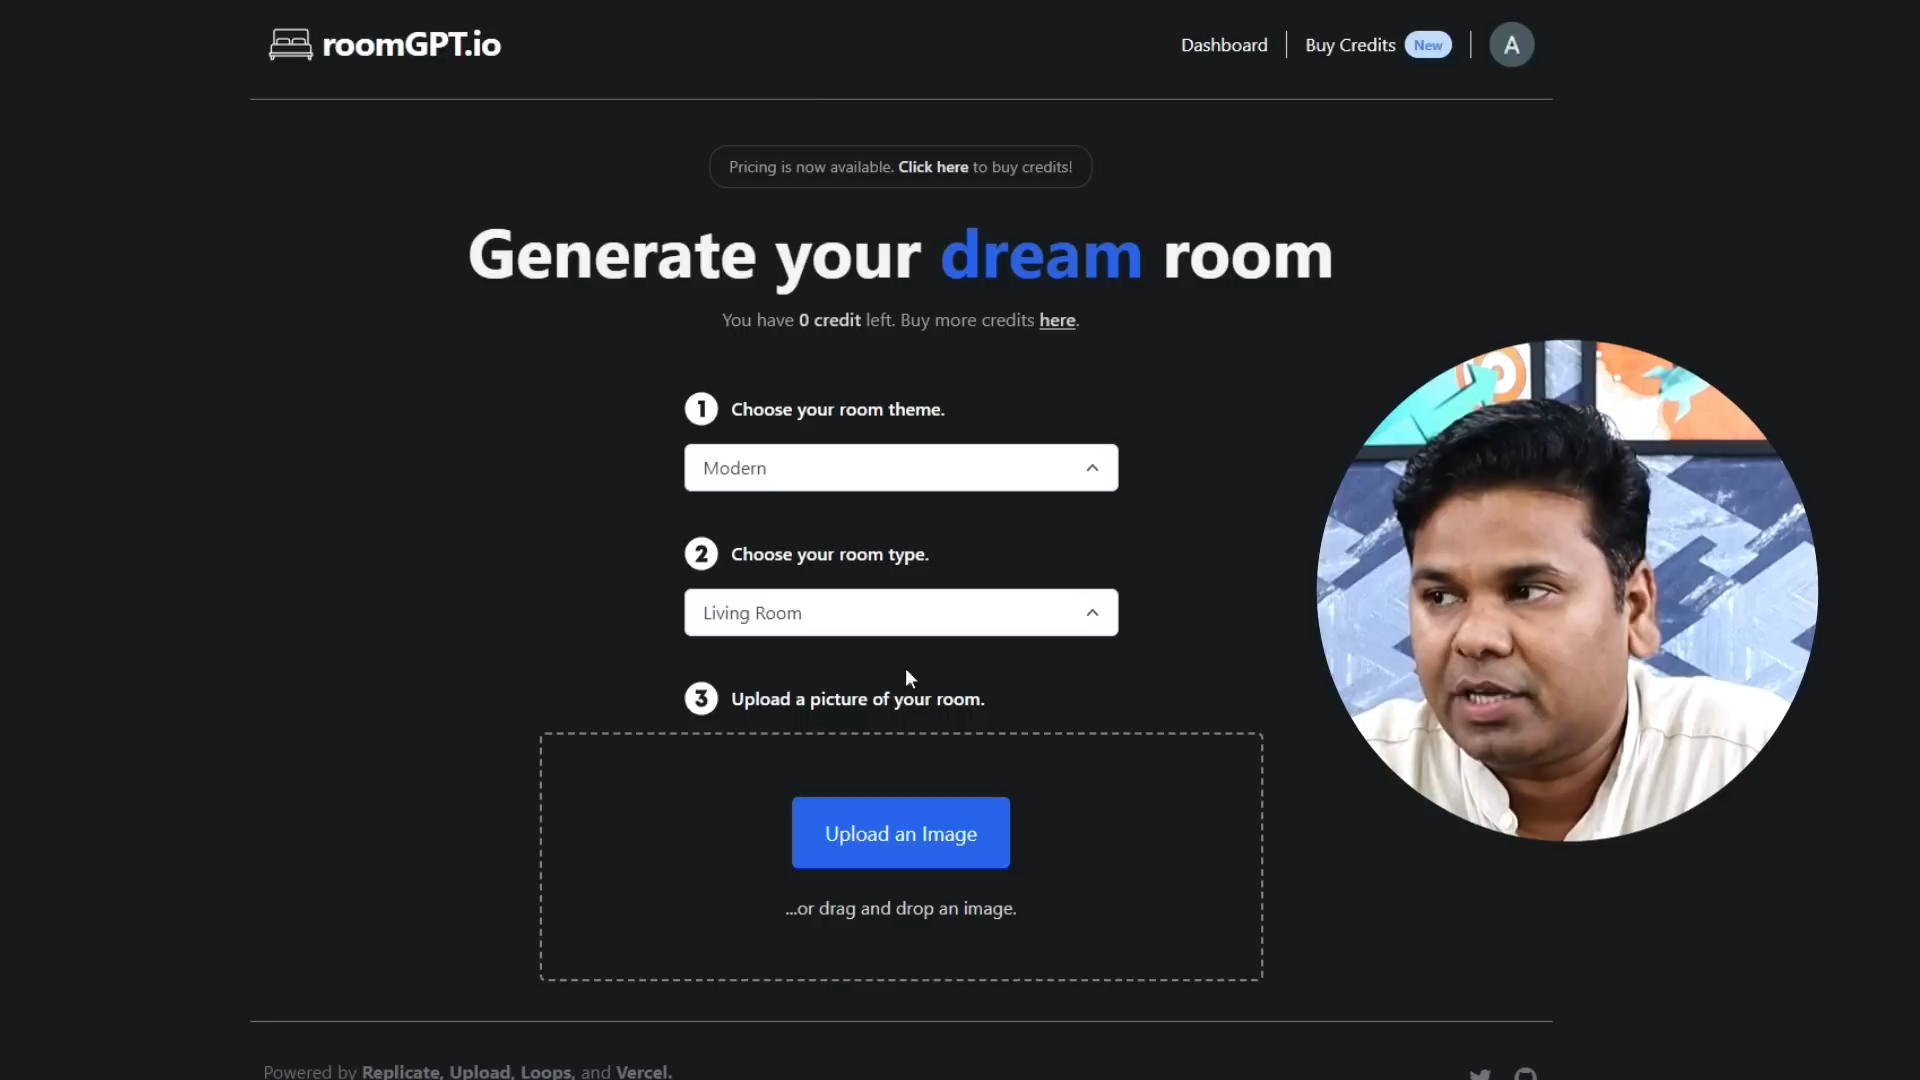 roomGPT.io
Dashboard
Buy Credits New
A
Pricing is now available. Click here to buy credits!
Generate your dream room
You have 0 credit left. Buy more credits here.
1 Choose your room theme.
Modern
2 Choose your room type.
Living Room
3 Upload a picture of your room.
Upload an Image
...or drag and drop an image.
Powered by Replicate, Upload, Loops, and Vercel.